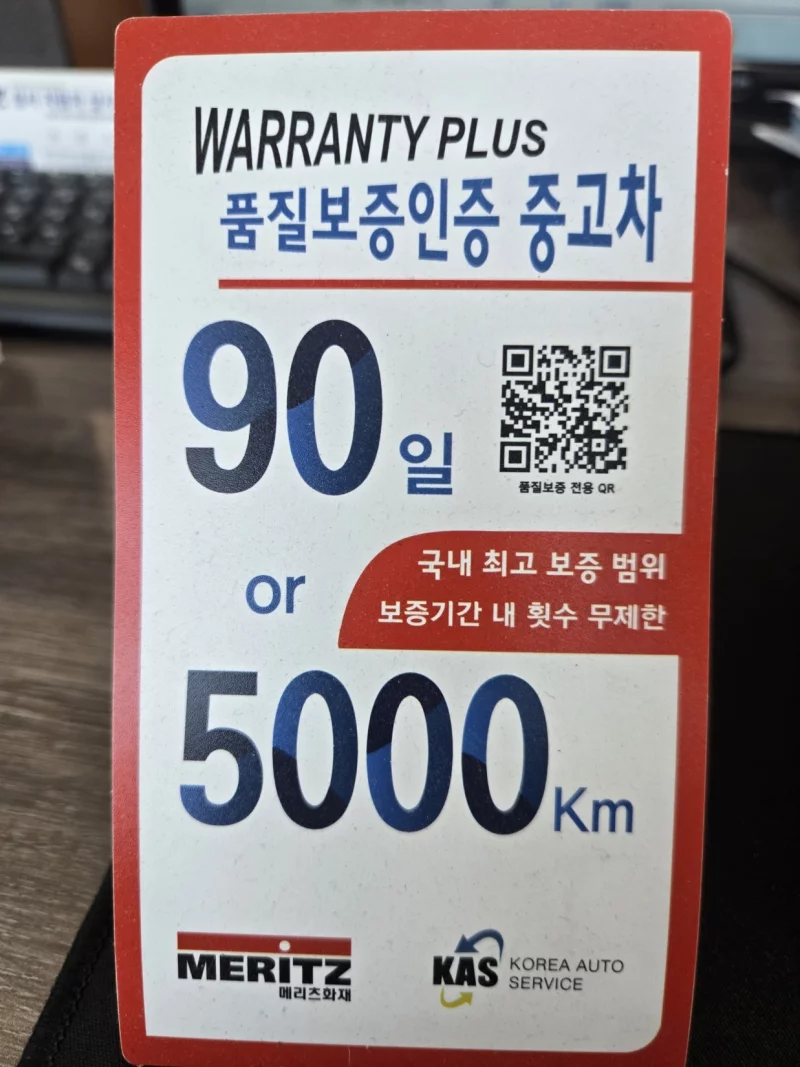 WARRANTY PLUS
품질보증인증 중고차
90일
품질보증 전용 QR
or
국내 최고 보증 범위
보증기간 내 횟수 무제한
5000Km
MERITZ
메리츠화재
KAS KOREA AUTO
SERVICE